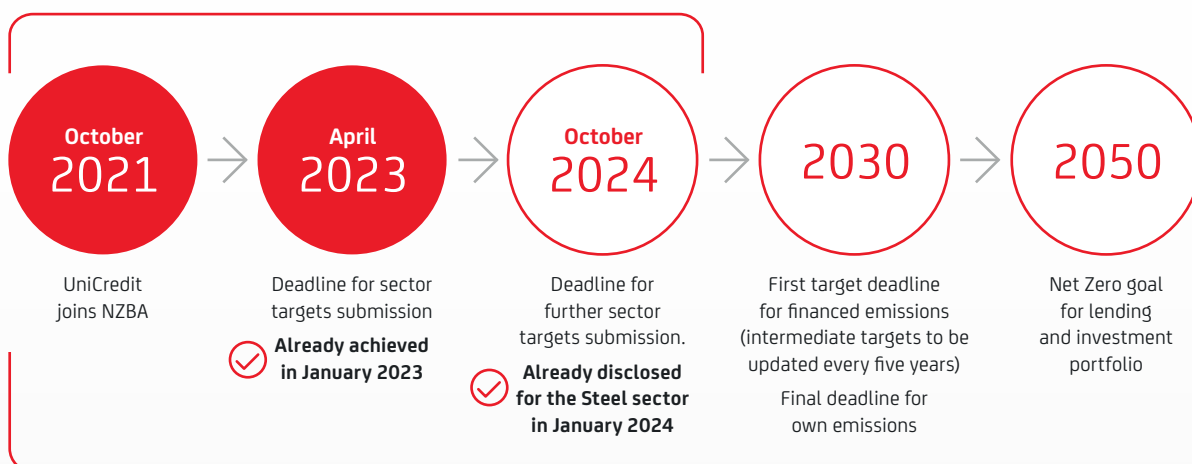 October
2021
UniCredit
joins NZBA
April
2023
Deadline for sector
targets submission
Already achieved
in January 2023
October
2024
Deadline for
further sector
targets submission.
Already disclosed
for the Steel sector
in January 2024
2030
First target deadline
for financed emissions
(intermediate targets to be
updated every five years)
Final deadline for
own emissions
2050
Net Zero goal
for lending
and investment
portfolio